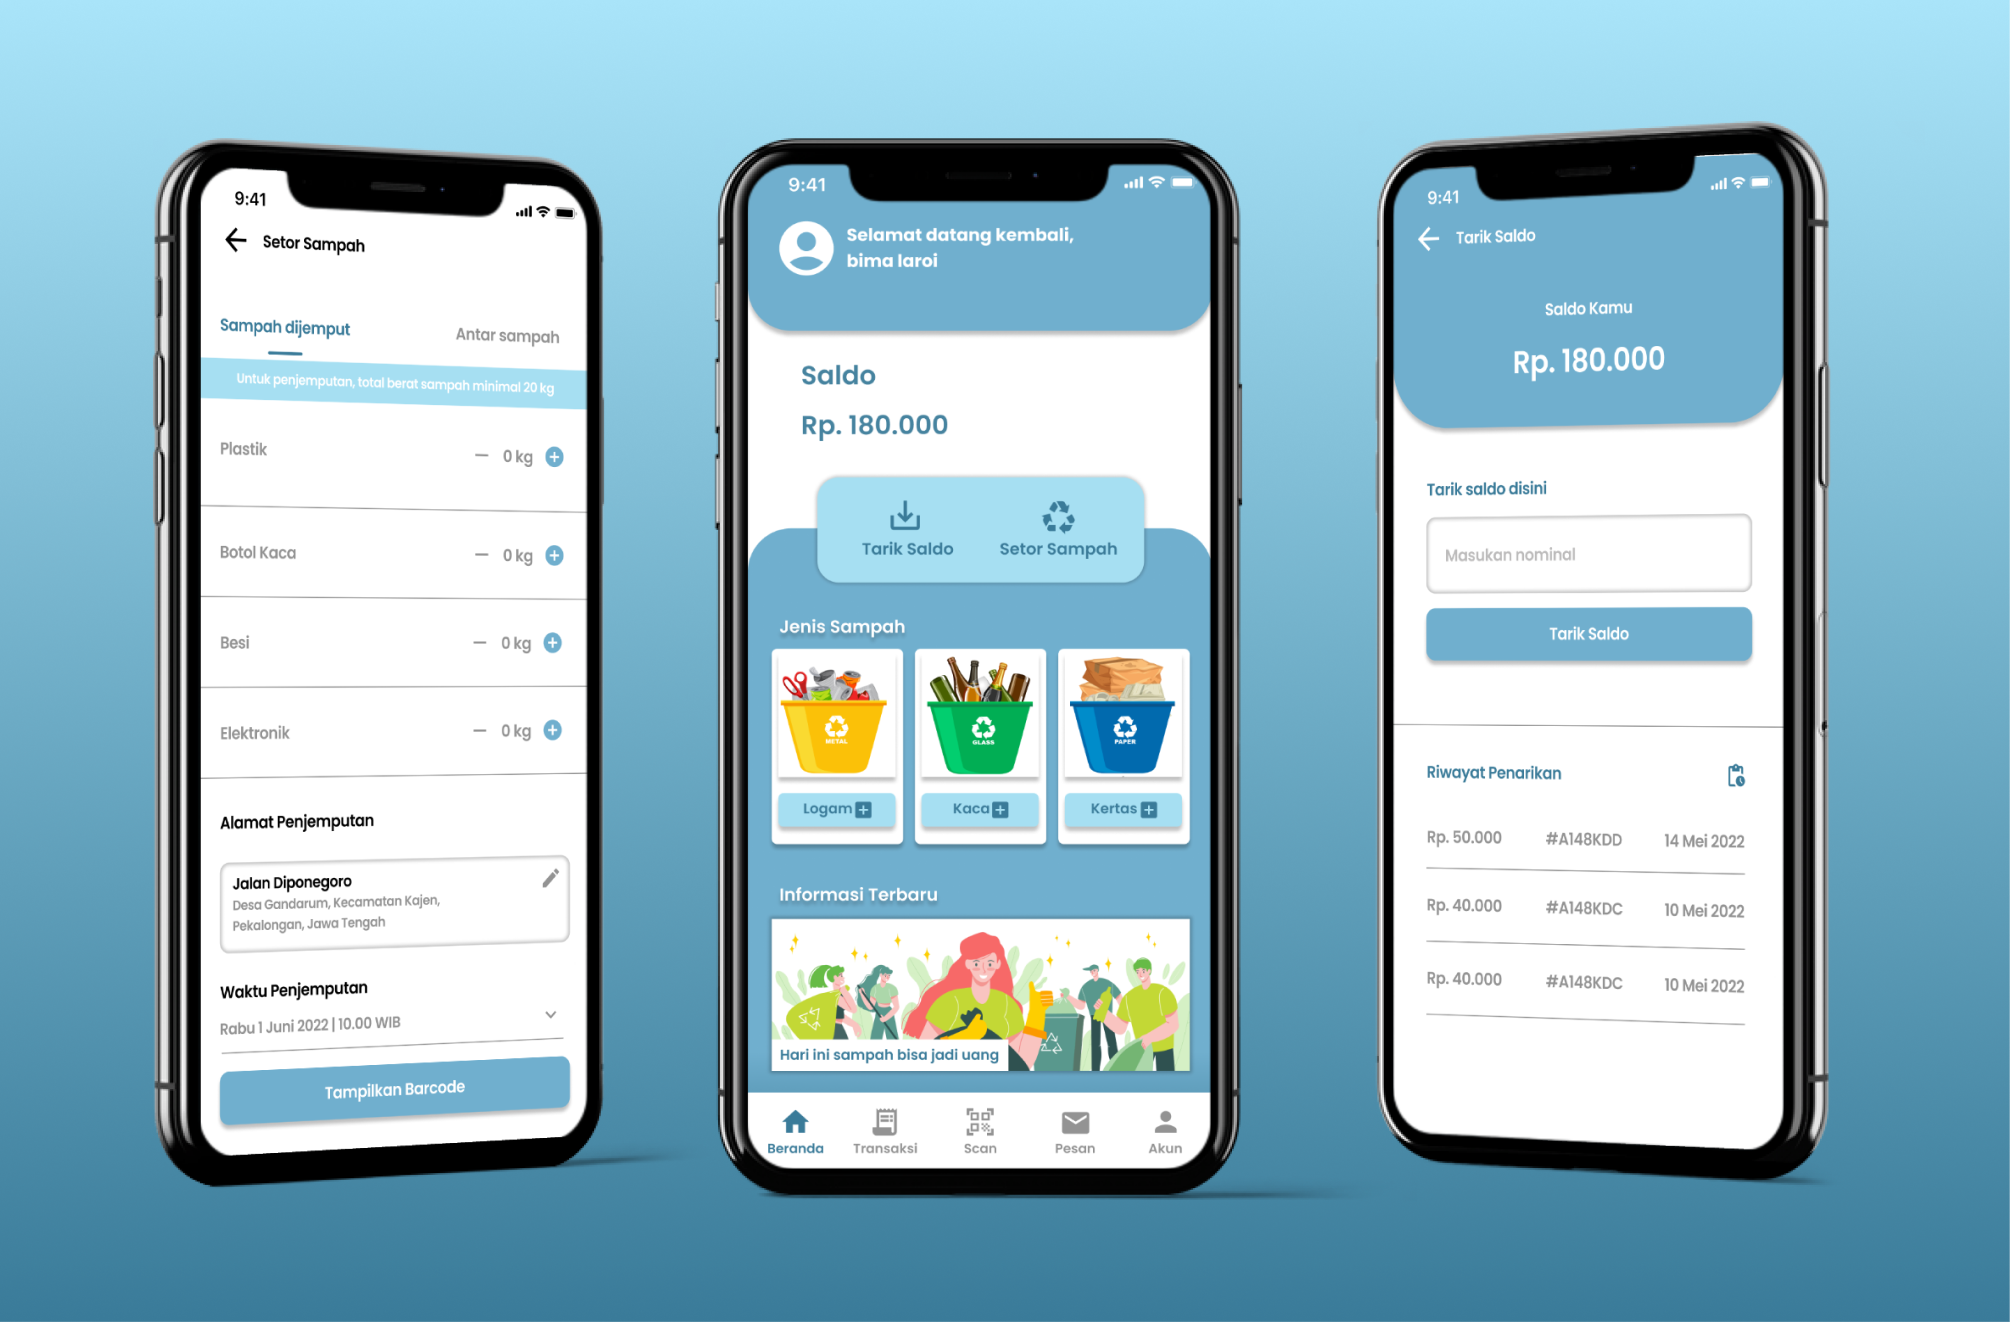 9:41
Setor Sampah
Sampah dijemput
Antar sampah
Untuk penjemputan, total berat sampah minimal 20 kg
Plastik
— 0 kg +
Botol Kaca
— 0 kg +
Besi
— 0 kg +
Elektronik
— 0 kg +
Alamat Penjemputan
Jalan Diponegoro
Desa Gandarum, Kecamatan Kajen,
Pekalongan, Jawa Tengah
Waktu Penjemputan
Rabu 1 Juni 2022 | 10.00 WIB
Tampilkan Barcode
9:41
Selamat datang kembali,
bima laroi
Saldo
Rp. 180.000
Tarik Saldo
Setor Sampah
Jenis Sampah
METAL
GLASS
PAPER
Logam +
Kaca +
Kertas +
Informasi Terbaru
Hari ini sampah bisa jadi uang
Beranda
Transaksi
Scan
Pesan
Akun
9:41
Tarik Saldo
Saldo Kamu
Rp. 180.000
Tarik saldo disini
Masukan nominal
Tarik Saldo
Riwayat Penarikan
Rp. 50.000 #A148KDD 14 Mei 2022
Rp. 40.000 #A148KDC 10 Mei 2022
Rp. 40.000 #A148KDC 10 Mei 2022